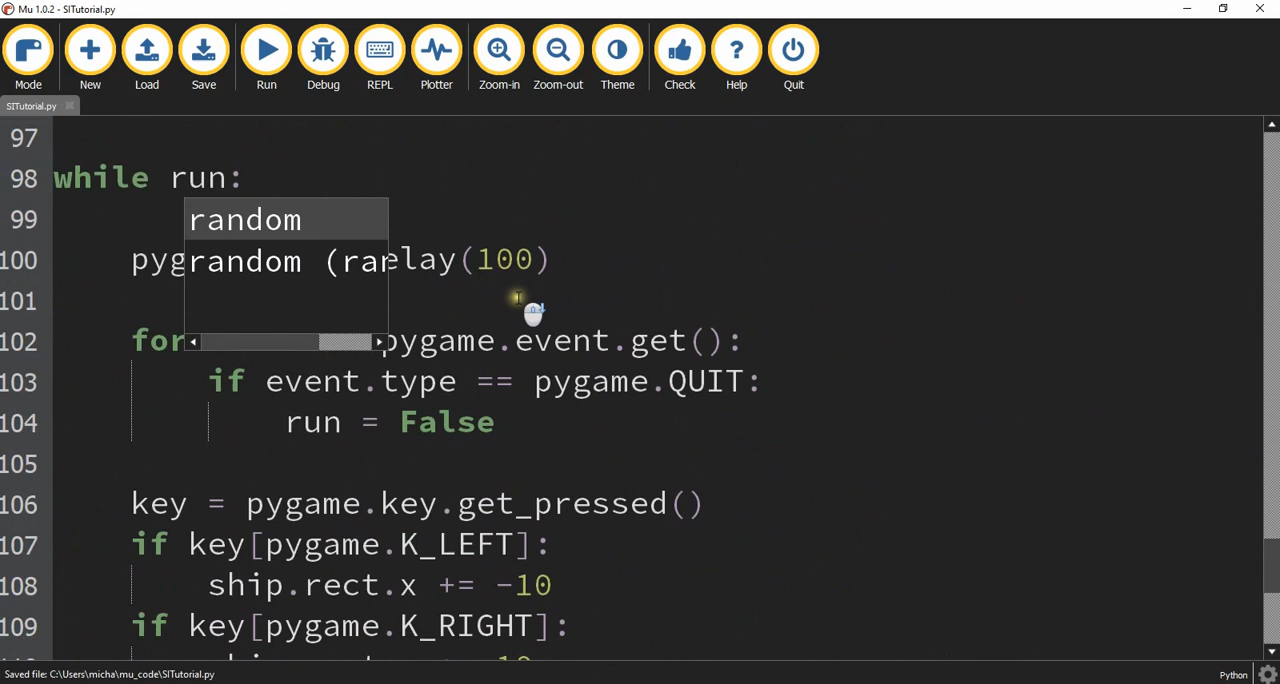 Mu 1.0.2 - SITutorial.py
Mode New Load Save Run Debug REPL Plotter Zoom-in Zoom-out Theme Check Help Quit
SITutorial.py
97
98 while run:
99 random
100 pyg random (rar elay(100)
101
102 for pygame.event.get():
103 if event.type == pygame.QUIT:
104 run = False
105
106 key = pygame.key.get_pressed()
107 if key[pygame.K_LEFT]:
108 ship.rect.x += -10
109 if key[pygame.K_RIGHT]:
Saved file: C:\Users\micha\mu_code\SITutorial.py
Python